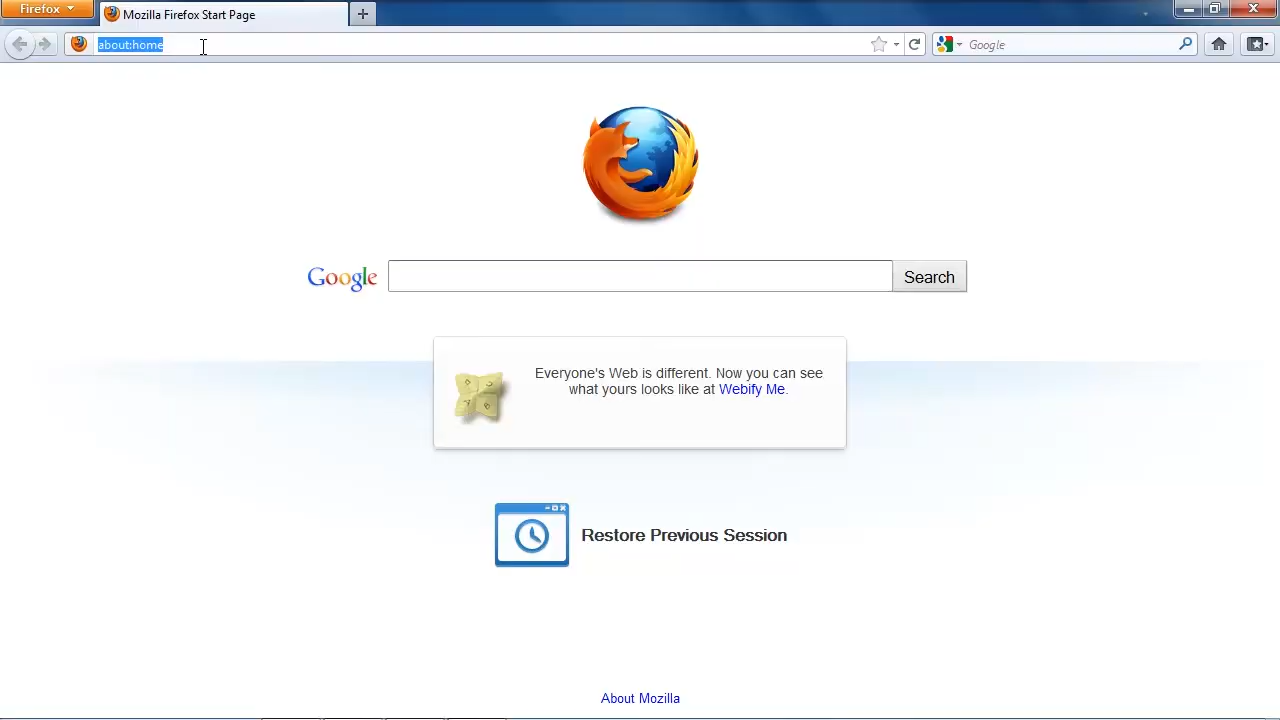 Firefox
Mozilla Firefox Start Page
about:home
Google
Google
Search
Everyone's Web is different. Now you can see
what yours looks like at Webify Me.
Restore Previous Session
About Mozilla